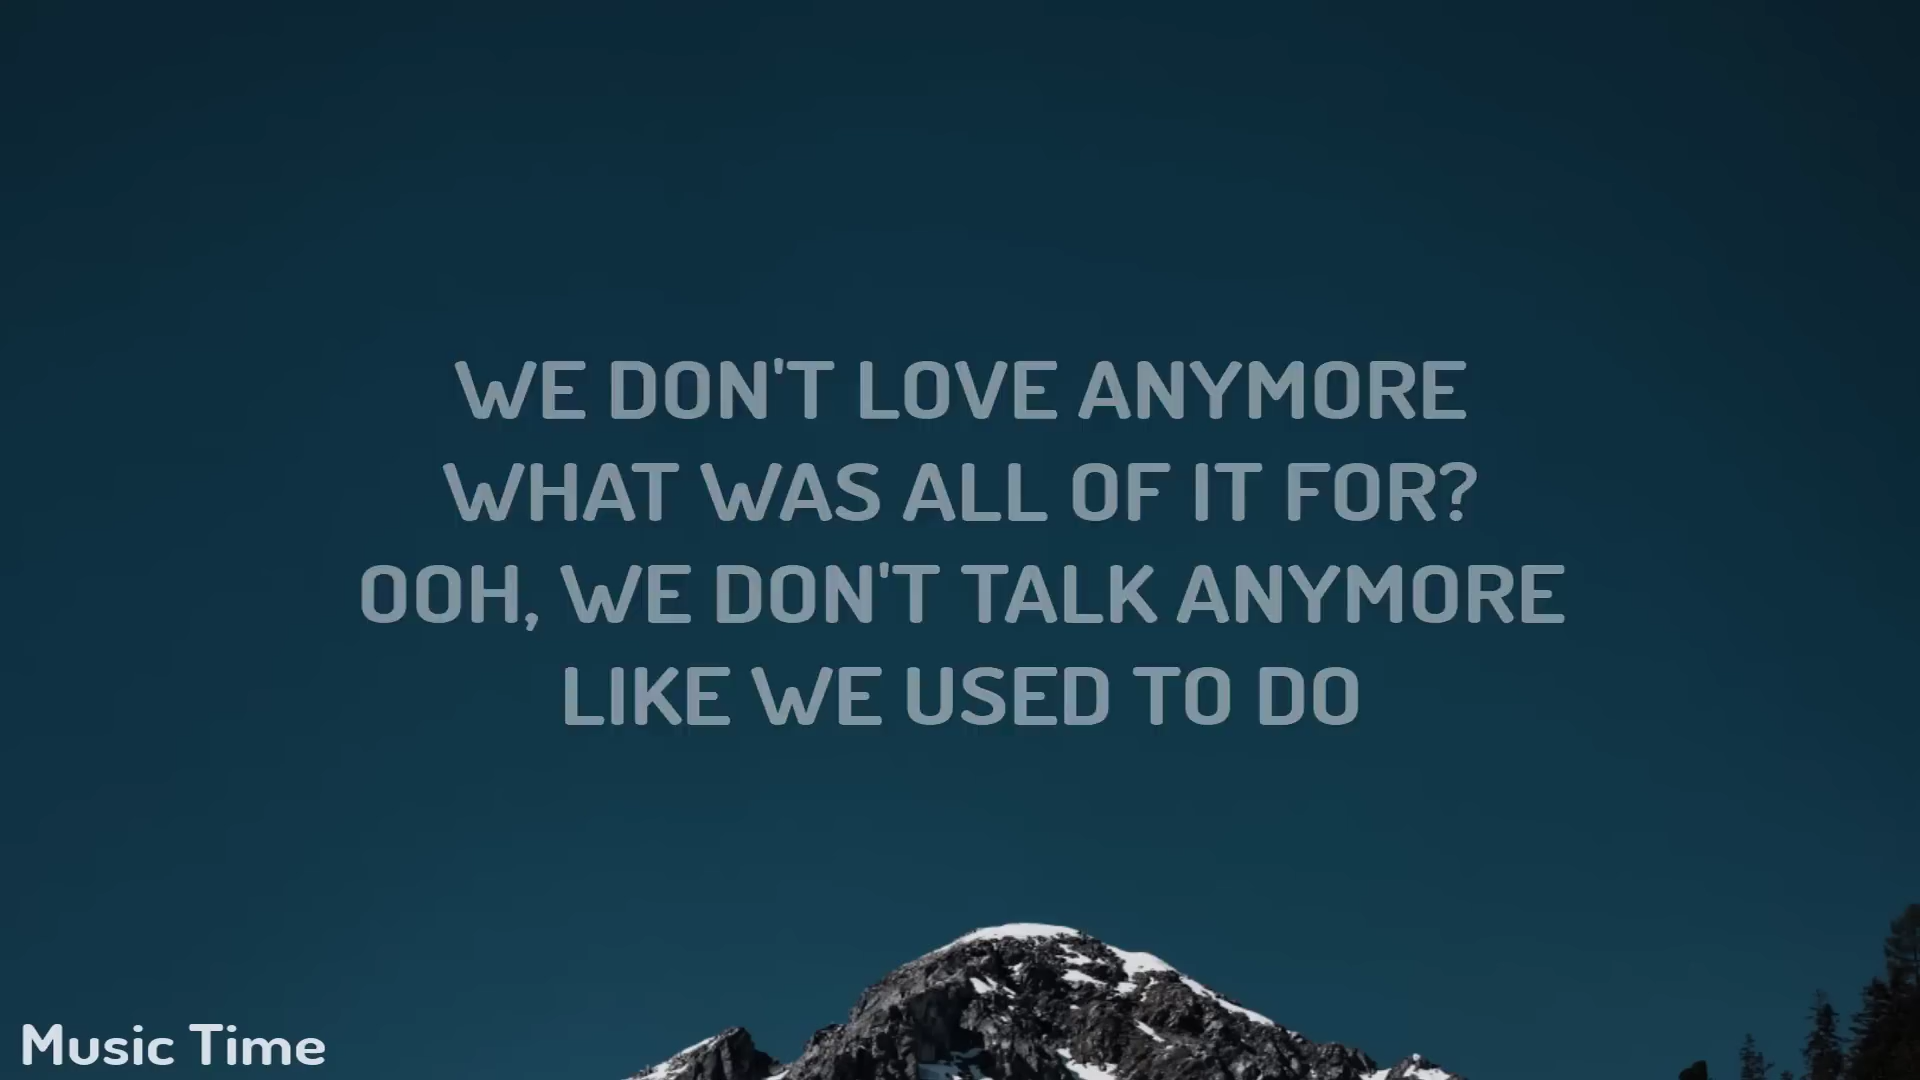 WE DON'T LOVE ANYMORE
WHAT WAS ALL OF IT FOR?
OOH, WE DON'T TALK ANYMORE
LIKE WE USED TO DO
Music Time